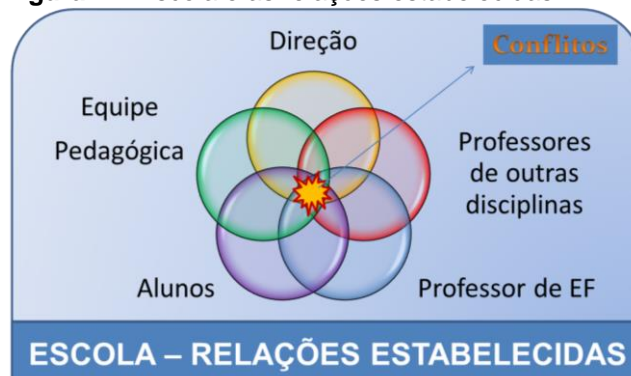 Direção
Conflitos
Equipe
Pedagógica
Professores
de outras
disciplinas
Alunos
Professor de EF
ESCOLA – RELAÇÕES ESTABELECIDAS